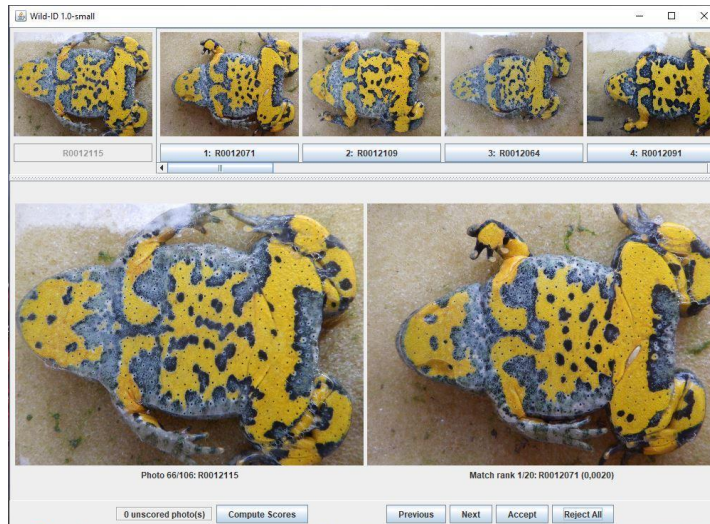 Wild-ID 1.0-small
R0012115
1: R0012071
2: R0012109
3: R0012064
4: R0012091
Photo 66/106: R0012115
Match rank 1/20: R0012071 (0,0020)
0 unscored photo(s)
Compute Scores
Previous
Next
Accept
Reject All